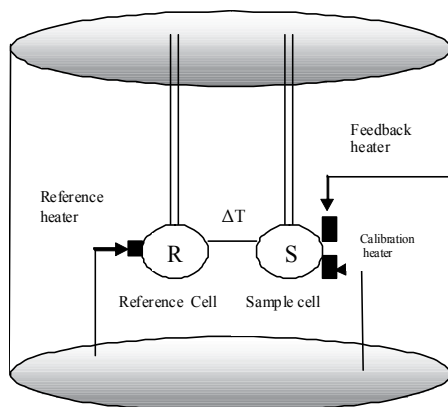 Feedback
heater
Reference
heater
ΔT
Calibration
heater
R
S
Reference Cell
Sample cell